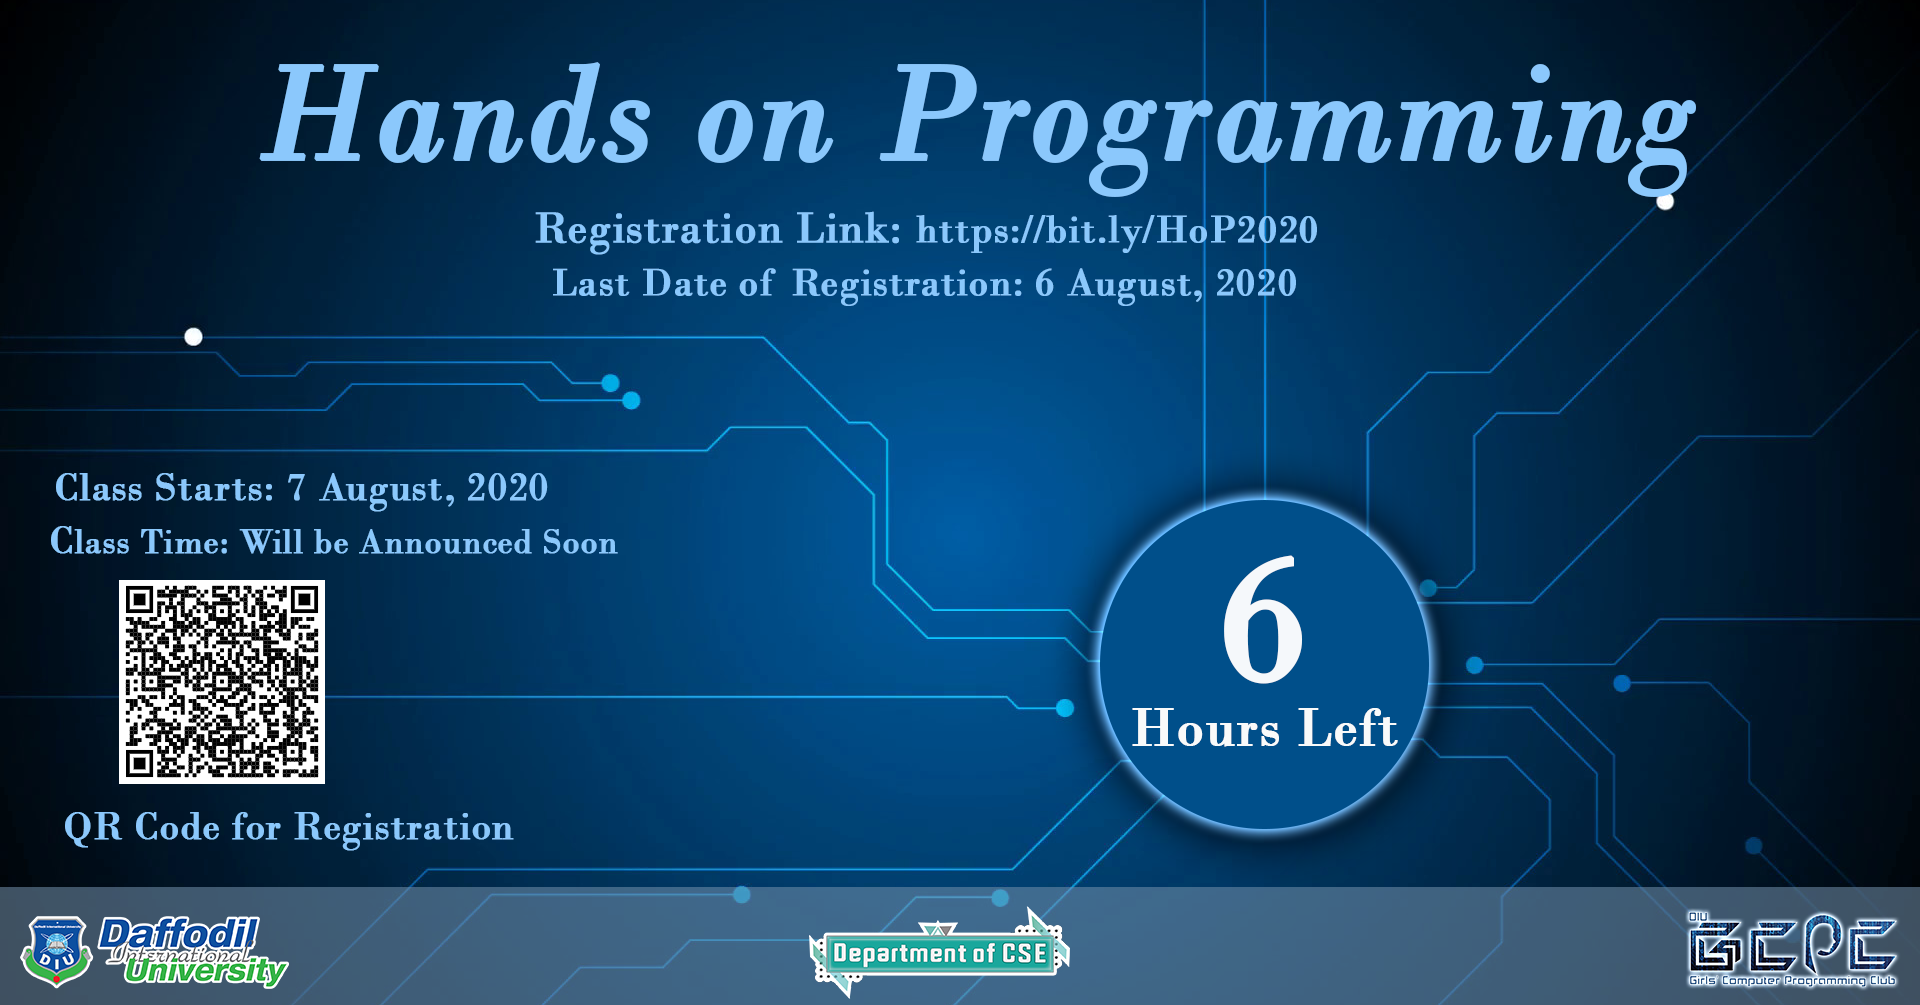 Hands on Programming
Registration Link: https://bit.ly/HoP2020
Last Date of Registration: 6 August, 2020
Class Starts: 7 August, 2020
Class Time: Will be Announced Soon
QR Code for Registration
6
Hours Left
DIU
Daffodil
International
University
Department of CSE
DIU
GCPC
Girls' Computer Programming Club